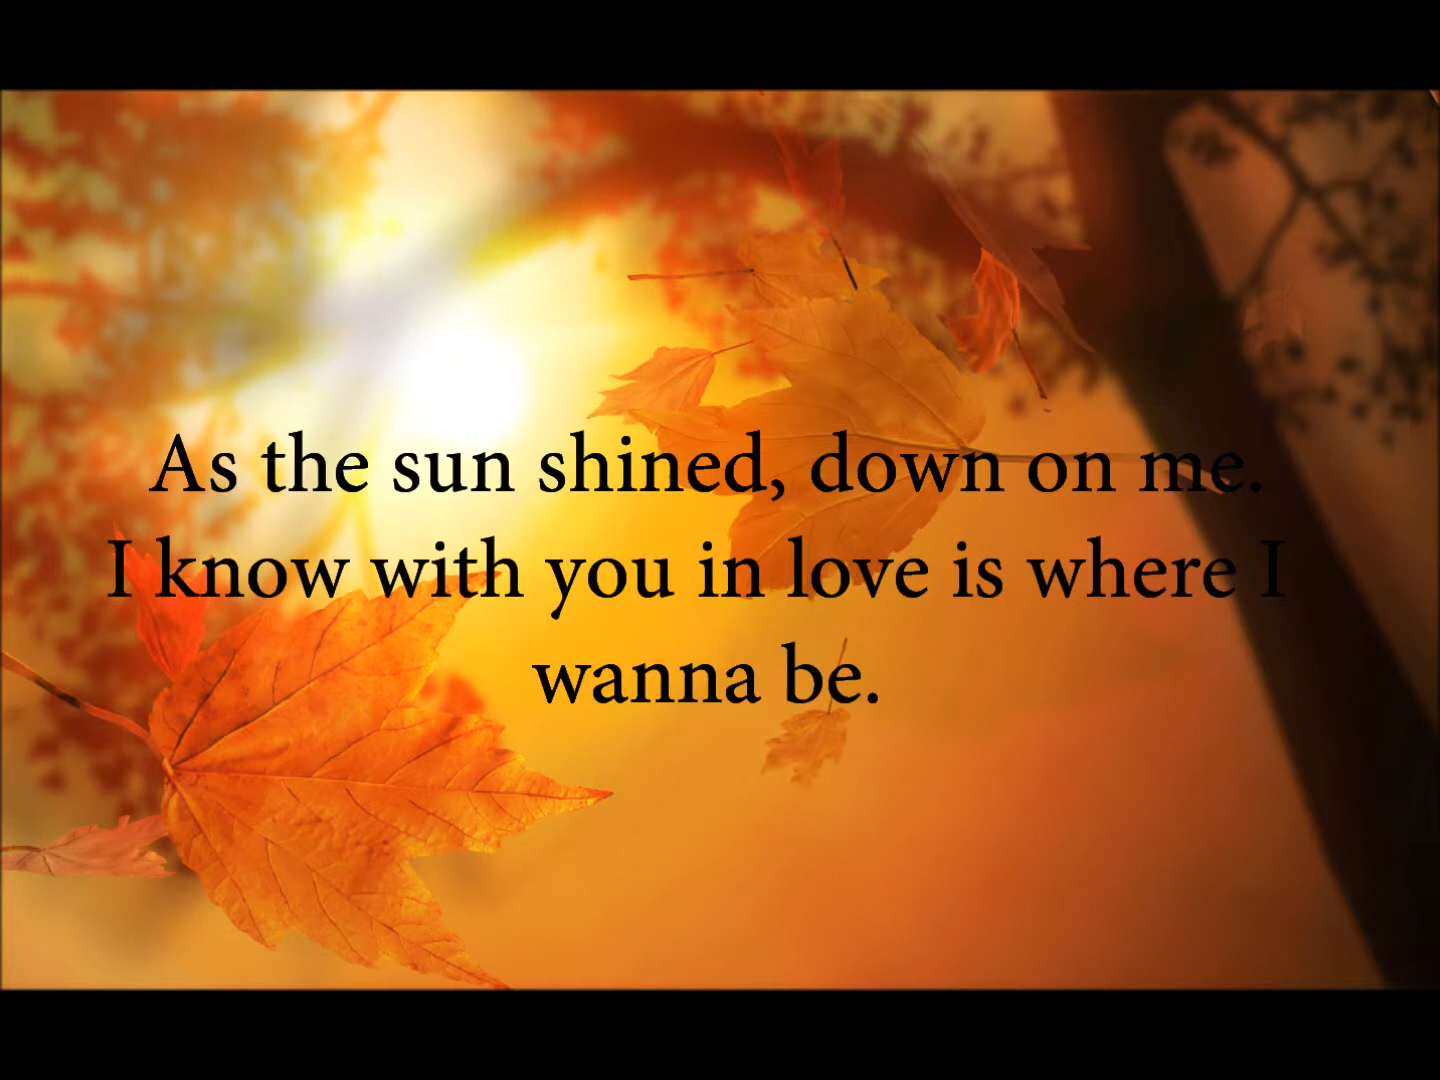 As the sun shined, down on me.
I know with you in love is where I
wanna be.